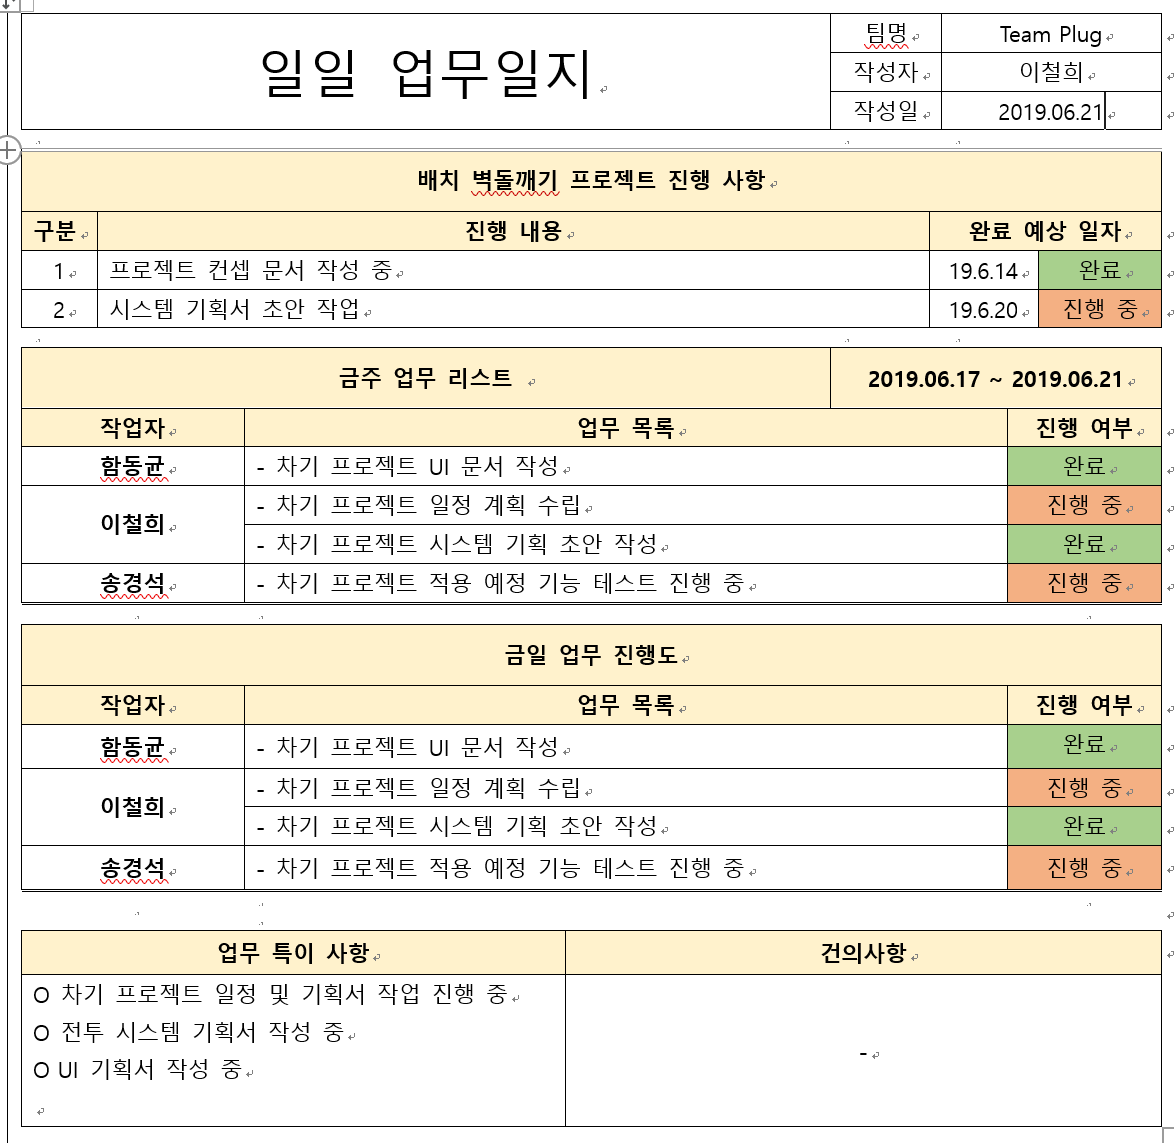 일일 업무일지
팀명 Team Plug
작성자 이철희
작성일 2019.06.21
배치 벽돌깨기 프로젝트 진행 사항
구분 진행 내용 완료 예상 일자
1 프로젝트 컨셉 문서 작성 중 19.6.14 완료
2 시스템 기획서 초안 작업 19.6.20 진행 중
금주 업무 리스트 2019.06.17 ~ 2019.06.21
작업자 업무 목록 진행 여부
함동균 - 차기 프로젝트 UI 문서 작성 완료
이철희 - 차기 프로젝트 일정 계획 수립 진행 중
- 차기 프로젝트 시스템 기획 초안 작성 완료
송경석 - 차기 프로젝트 적용 예정 기능 테스트 진행 중 진행 중
금일 업무 진행도
작업자 업무 목록 진행 여부
함동균 - 차기 프로젝트 UI 문서 작성 완료
이철희 - 차기 프로젝트 일정 계획 수립 진행 중
- 차기 프로젝트 시스템 기획 초안 작성 완료
송경석 - 차기 프로젝트 적용 예정 기능 테스트 진행 중 진행 중
업무 특이 사항 건의사항
O 차기 프로젝트 일정 및 기획서 작업 진행 중
O 전투 시스템 기획서 작성 중
O UI 기획서 작성 중
-